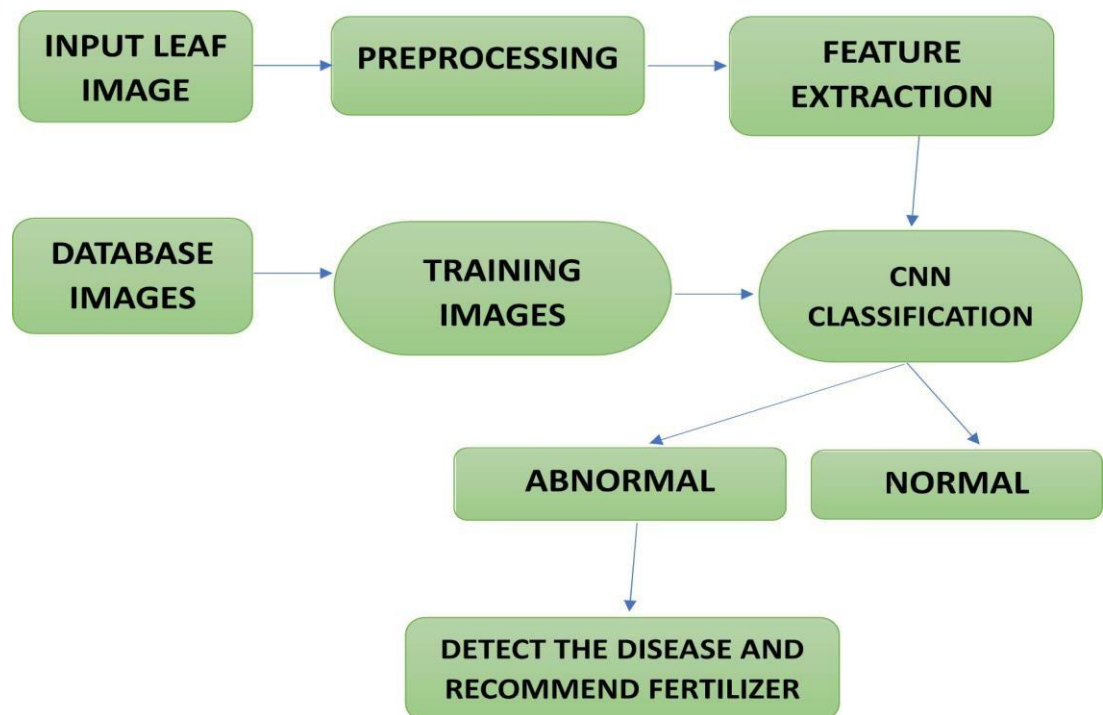 INPUT LEAF
IMAGE
PREPROCESSING
FEATURE
EXTRACTION
DATABASE
IMAGES
TRAINING
IMAGES
CNN
CLASSIFICATION
ABNORMAL
NORMAL
DETECT THE DISEASE AND
RECOMMEND FERTILIZER